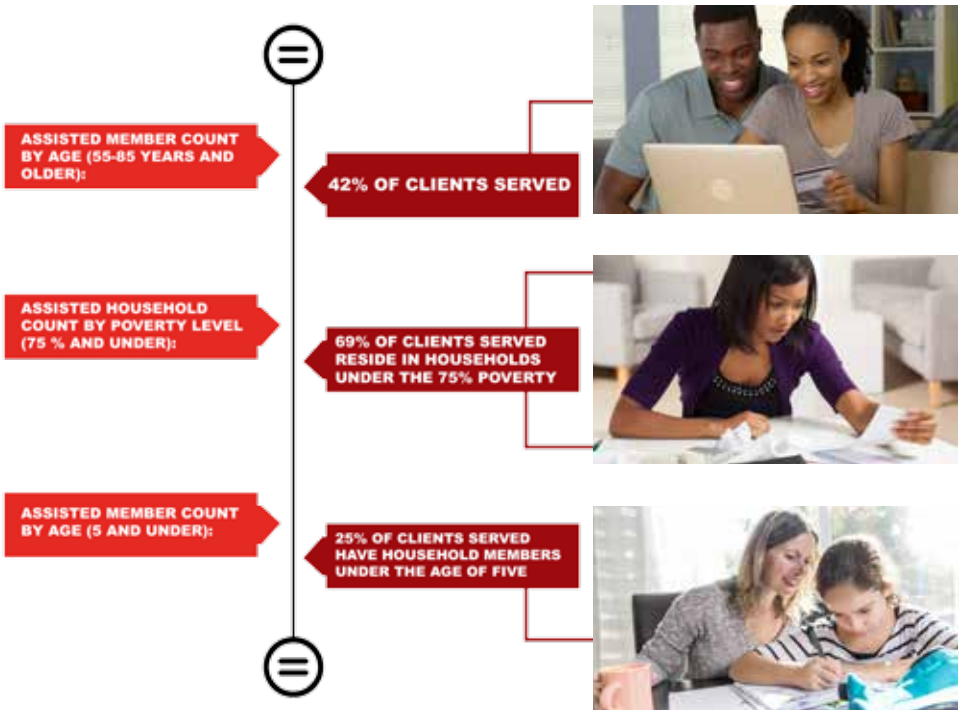 ASSISTED MEMBER COUNT
BY AGE (55-85 YEARS AND
OLDER):
42% OF CLIENTS SERVED
ASSISTED HOUSEHOLD
COUNT BY POVERTY LEVEL
(75 % AND UNDER):
69% OF CLIENTS SERVED
RESIDE IN HOUSEHOLDS
UNDER THE 75% POVERTY
ASSISTED MEMBER COUNT
BY AGE (5 AND UNDER):
25% OF CLIENTS SERVED
HAVE HOUSEHOLD MEMBERS
UNDER THE AGE OF FIVE